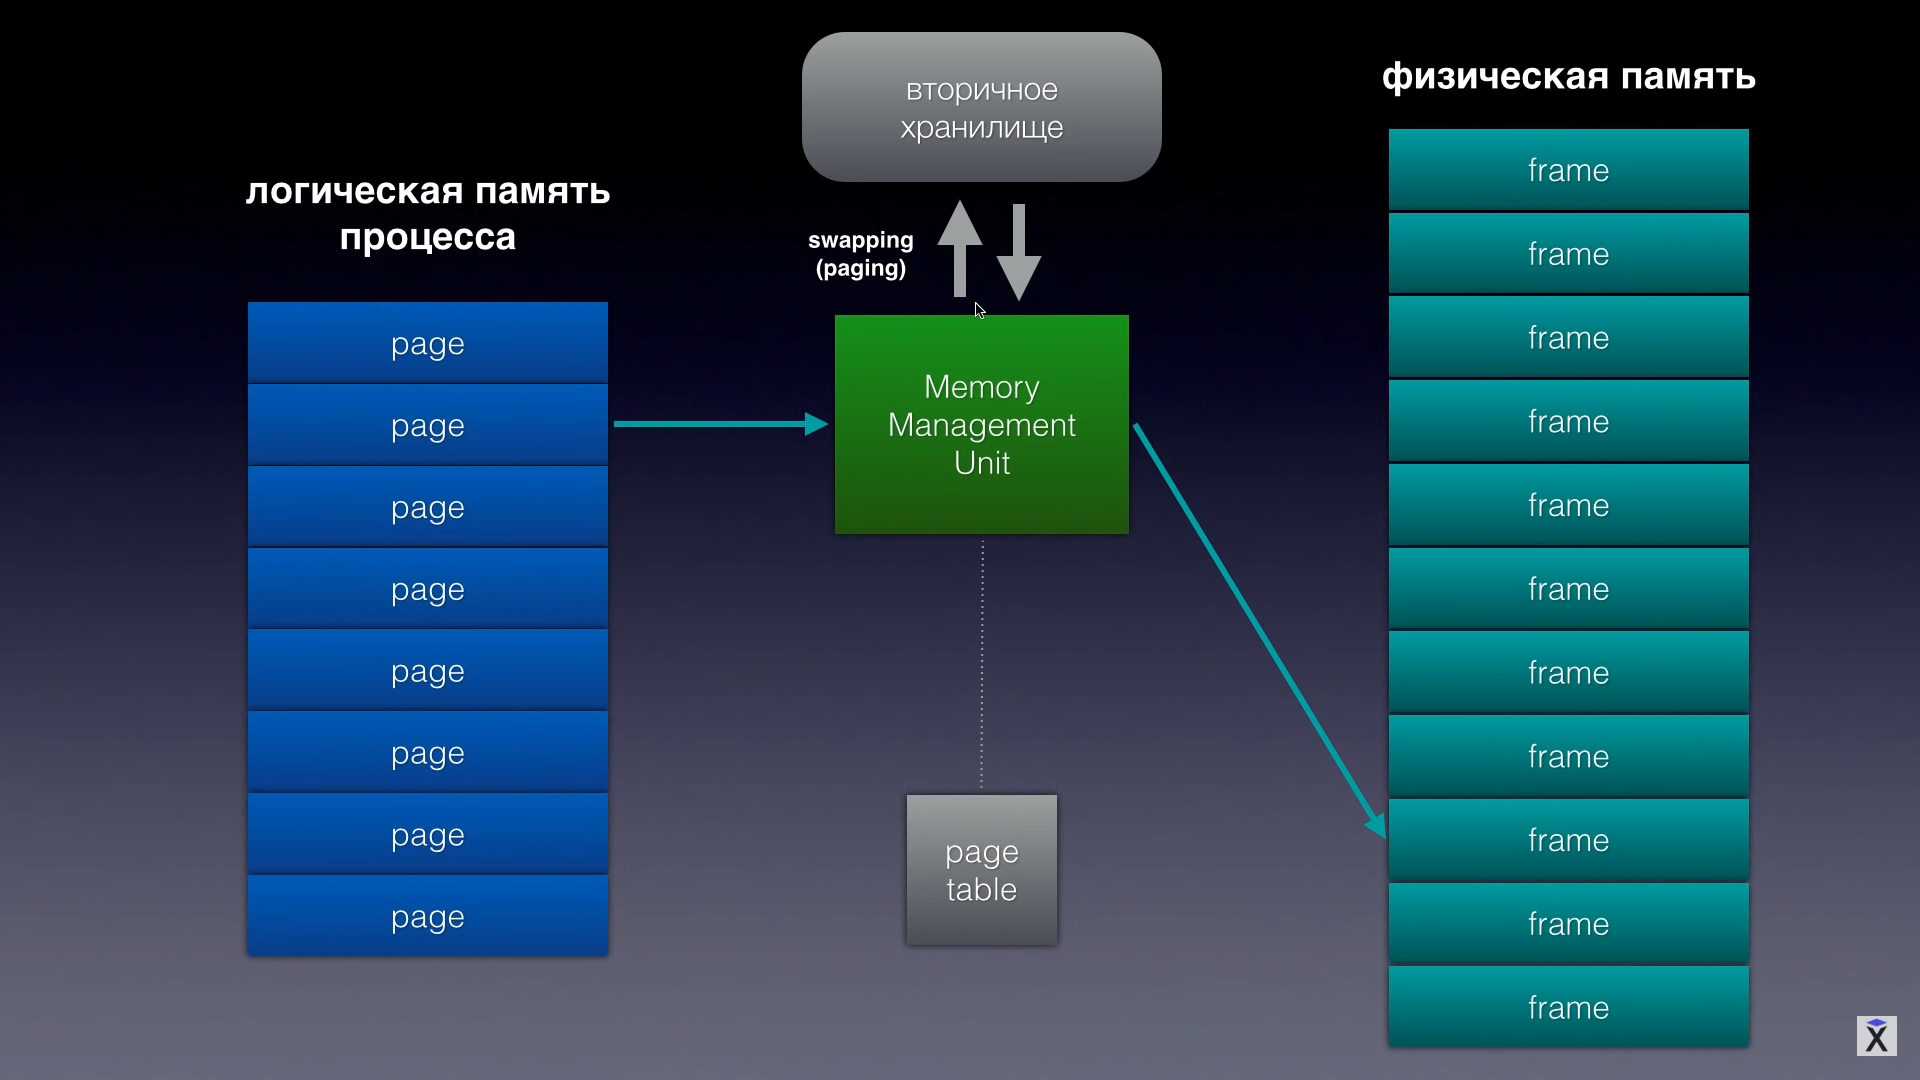 вторичное
хранилище
физическая память
логическая память
процесса
swapping
(paging)
page
page
page
page
page
page
page
page
Memory
Management
Unit
page
table
frame
frame
frame
frame
frame
frame
frame
frame
frame
frame
frame
X